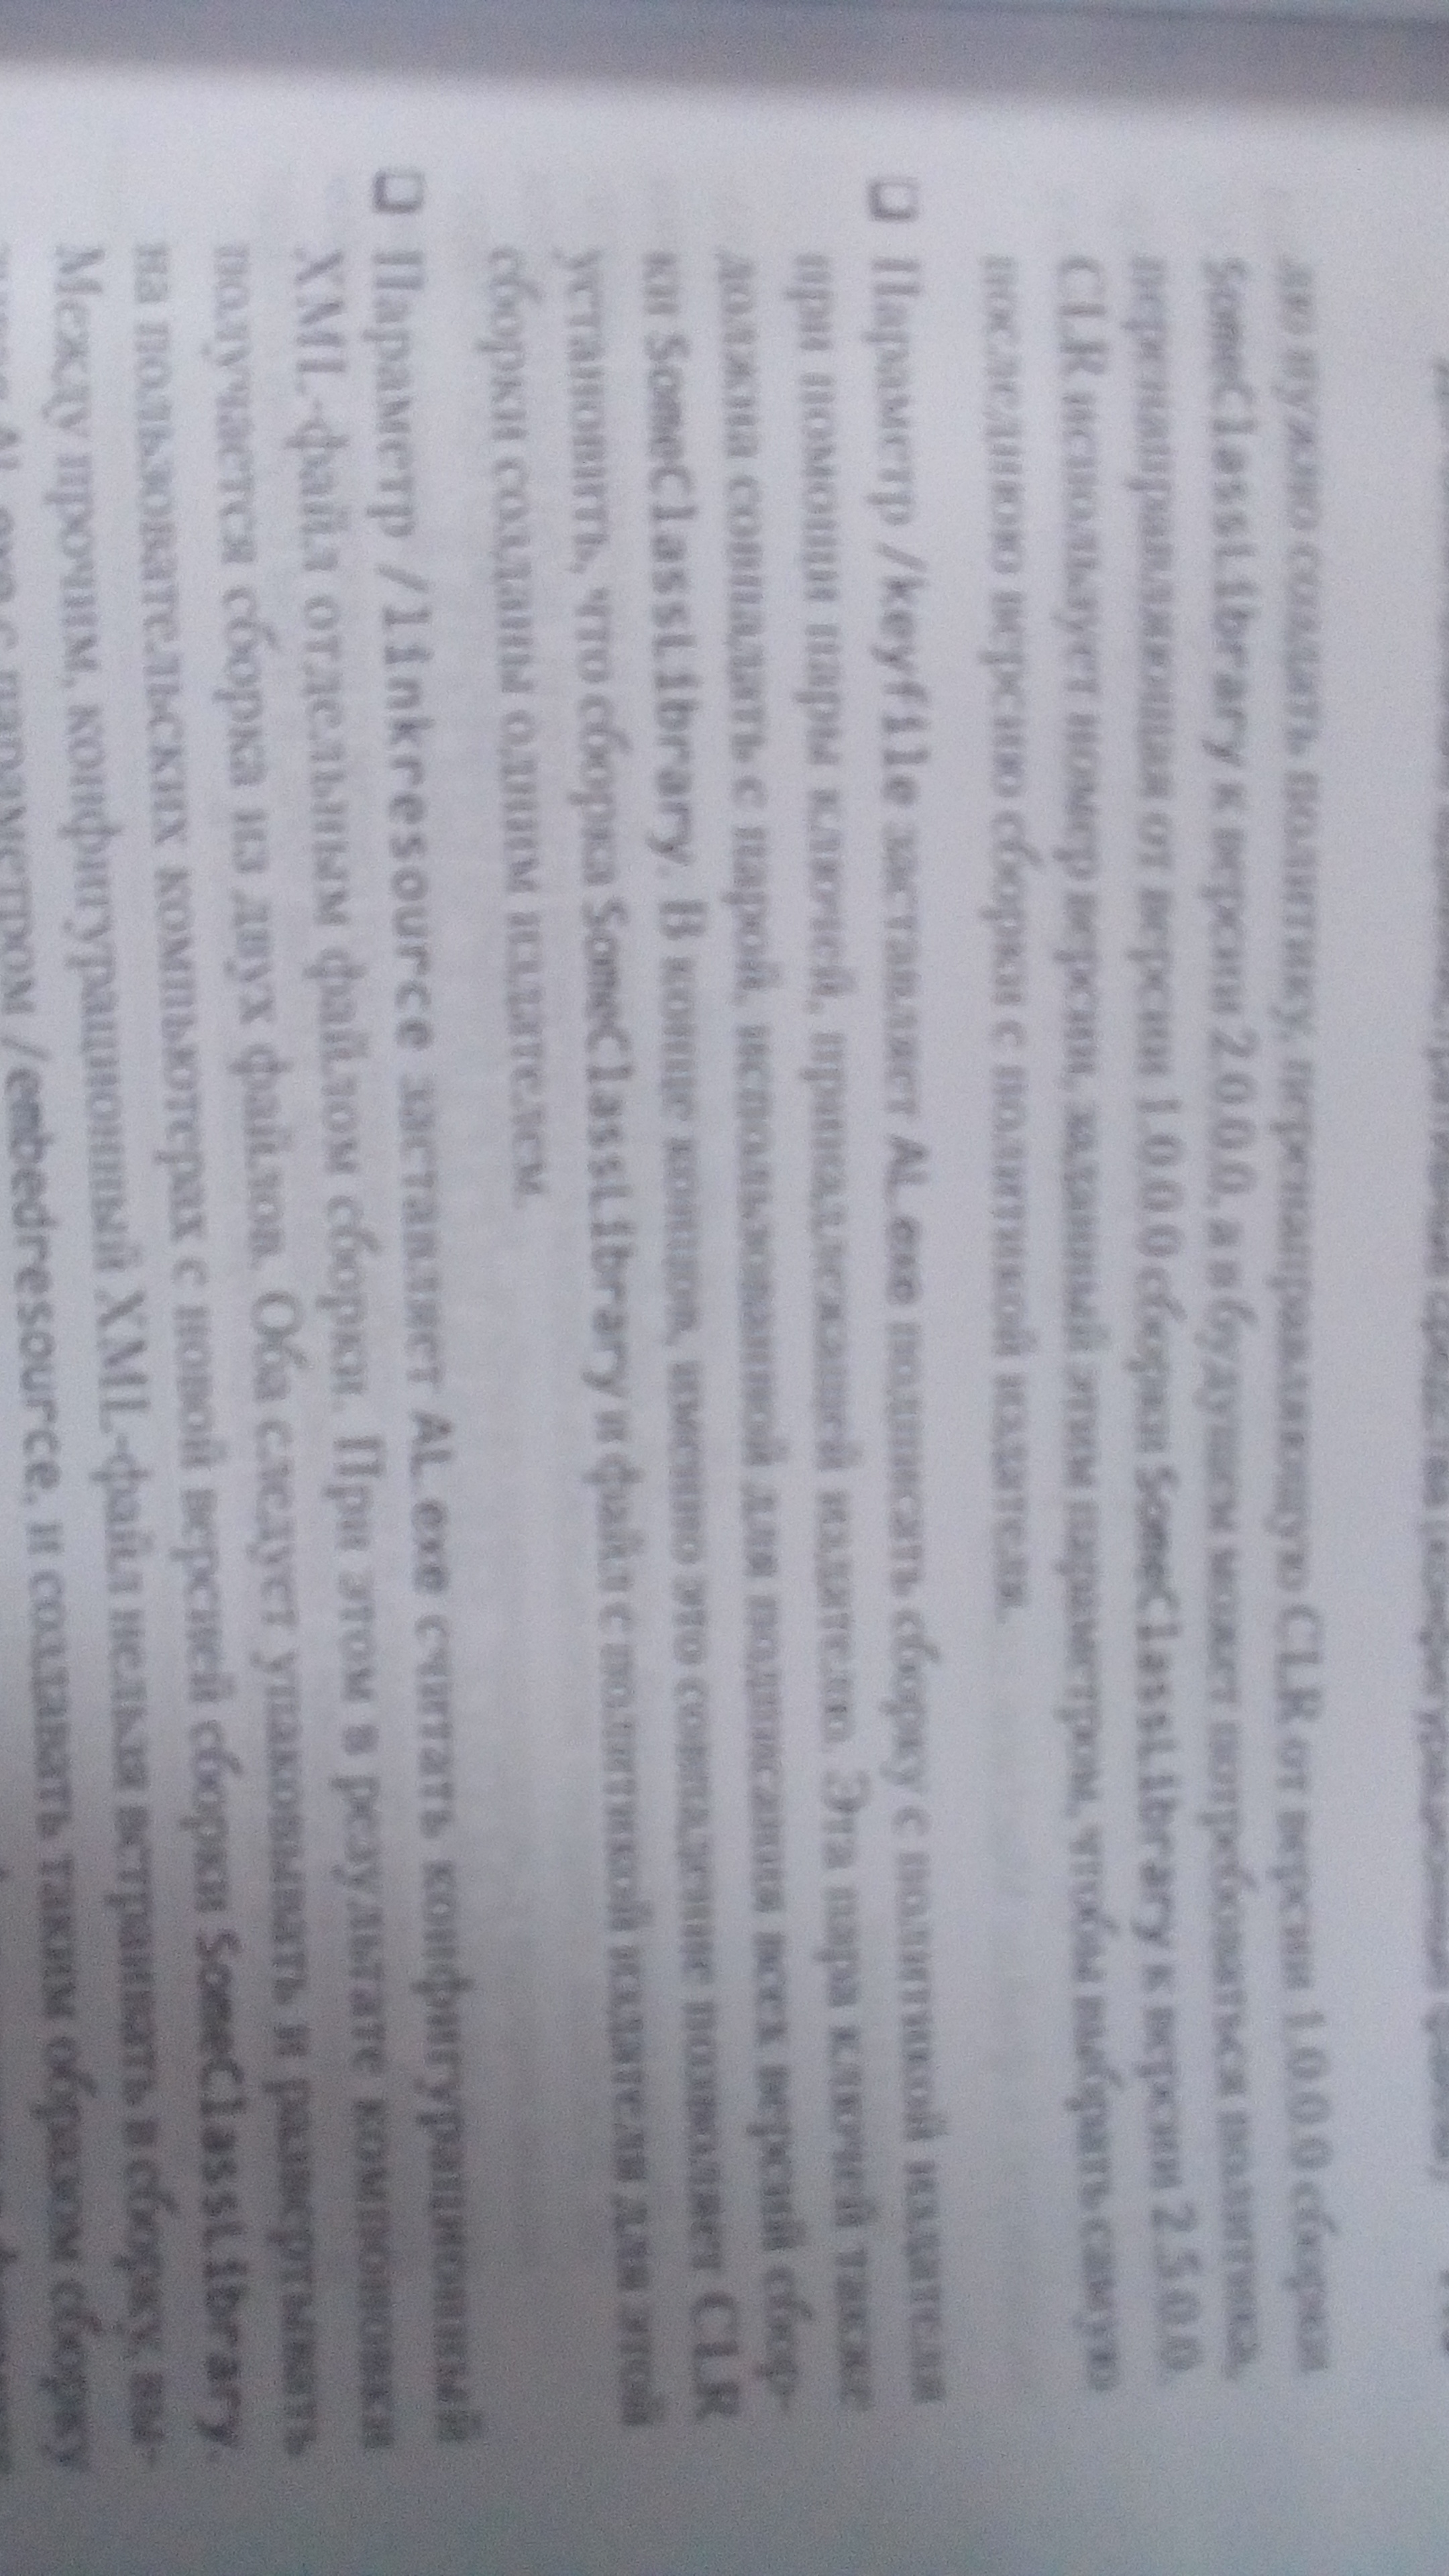 административные средства (конфигурационные файлы)
лю нужно создать политику, перенаправляющую CLR от версии 1.0.0.0 сборки
SomeClassLibrary к версии 2.0.0.0, а в будущем может потребоваться политика,
перенаправляющая от версии 1.0.0.0 сборки SomeClassLibrary к версии 2.5.0.0.
CLR использует номер версии, заданный этим параметром, чтобы выбрать самую
последнюю версию сборки с политикой издателя.
❑ Параметр /keyfile заставляет AL.exe подписать сборку с политикой издателя
при помощи пары ключей, принадлежащей издателю. Эта пара ключей также
должна совпадать с парой, использованной для подписания всех версий сбор-
ки SomeClassLibrary. В конце концов, именно это совпадение позволяет CLR
установить, что сборка SomeClassLibrary и файл с политикой издателя для этой
сборки созданы одним издателем.
❑ Параметр /linkresource заставляет AL.exe считать конфигурационный
XML-файл отдельным файлом сборки. При этом в результате компоновки
получается сборка из двух файлов. Оба следует упаковывать и развертывать
на пользовательских компьютерах с новой версией сборки SomeClassLibrary.
Между прочим, конфигурационный XML-файл нельзя встраивать в сборку, вы-
AL.exe с параметром /embedresource, и создавать таким образом сборку